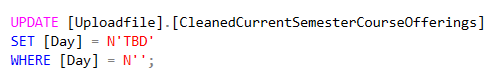 UPDATE [Uploadfile].[CleanedCurrentSemesterCourseOfferings]
SET [Day] = N'TBD'
WHERE [Day] = N'';